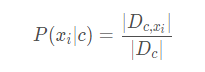 P(x_i|c) = |D_{c,x_i}| / |D_c|